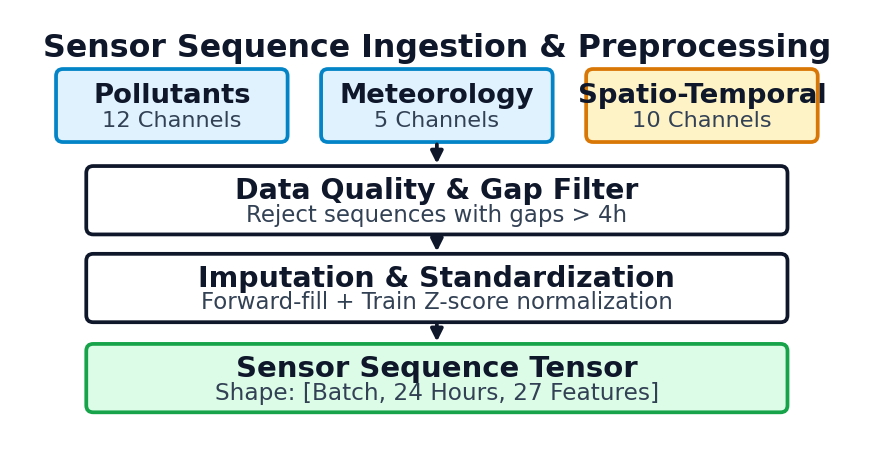 Sensor Sequence Ingestion & Preprocessing
Pollutants
12 Channels
Meteorology
5 Channels
Spatio-Temporal
10 Channels
Data Quality & Gap Filter
Reject sequences with gaps > 4h
Imputation & Standardization
Forward-fill + Train Z-score normalization
Sensor Sequence Tensor
Shape: [Batch, 24 Hours, 27 Features]